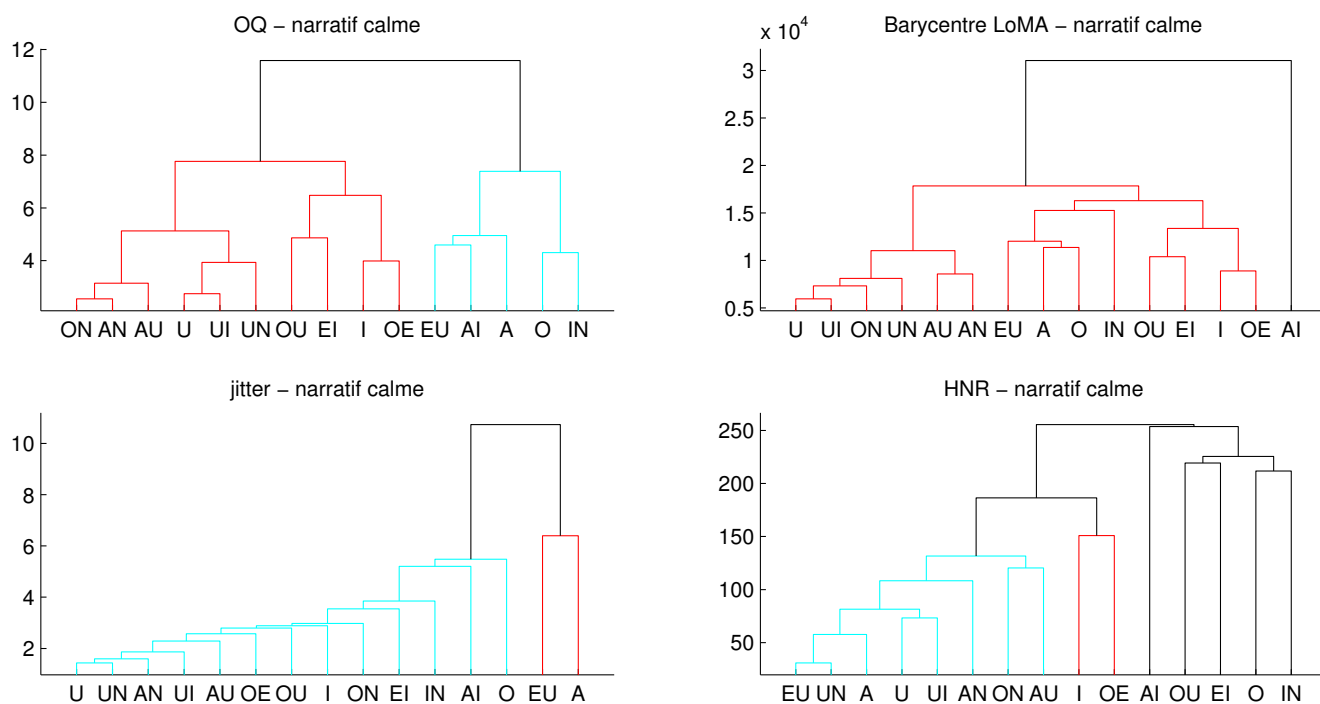 OQ – narratif calme
12
10
8
6
4
ON AN AU U UI UN OU EI I OE EU AI A O IN
Barycentre LoMA – narratif calme
x 10^4
3
2.5
2
1.5
1
0.5
U UI ON UN AU AN EU A O IN OU EI I OE AI
jitter – narratif calme
10
8
6
4
2
U UN AN UI AU OE OU I ON EI IN AI O EU A
HNR – narratif calme
250
200
150
100
50
EU UN A U UI AN ON AU I OE AI OU EI O IN